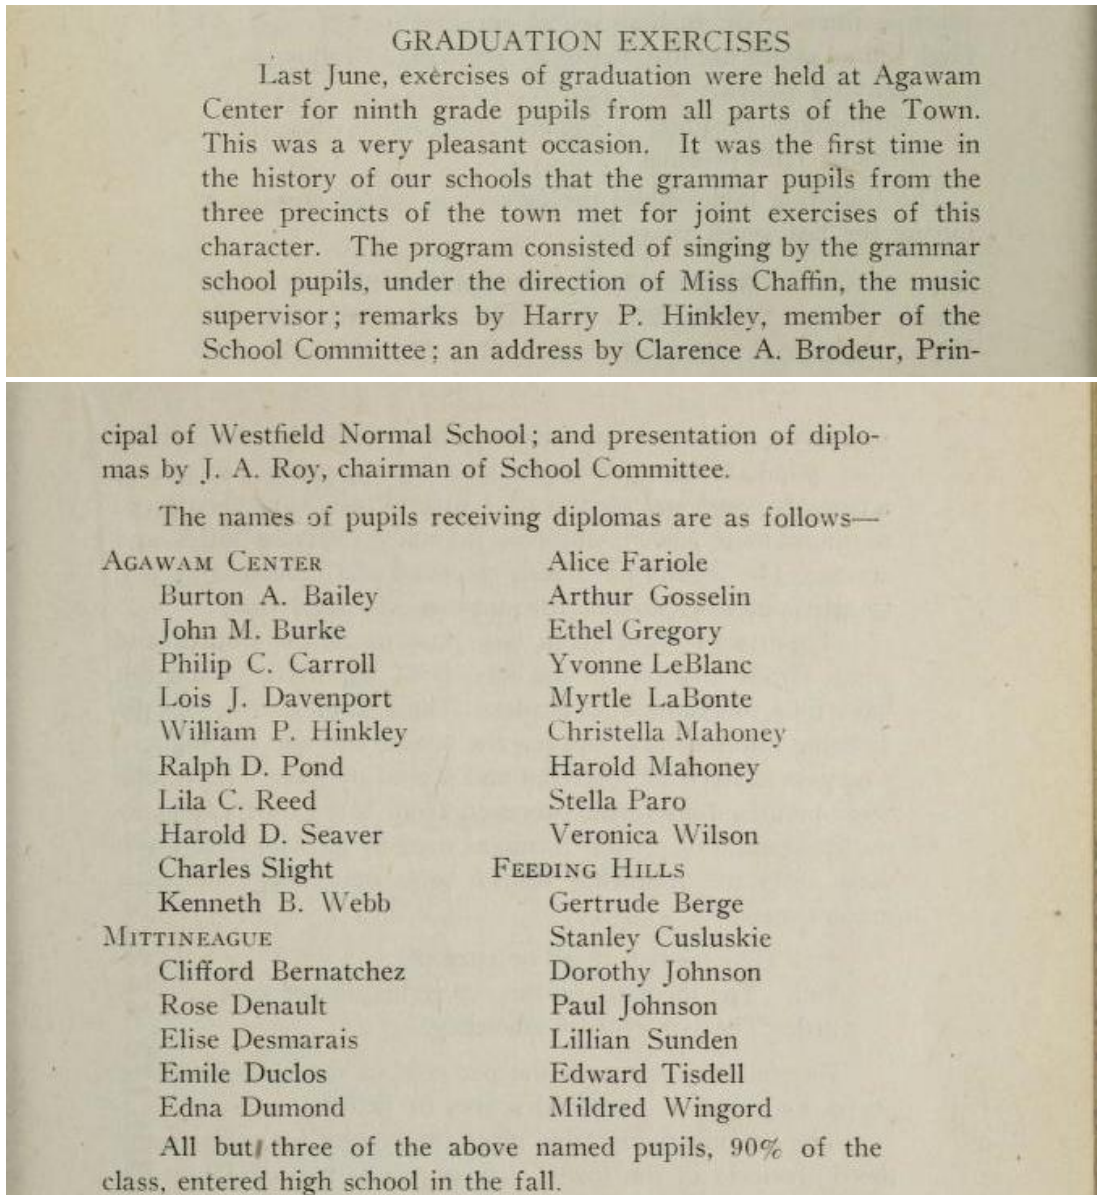 GRADUATION EXERCISES
Last June, exercises of graduation were held at Agawam
Center for ninth grade pupils from all parts of the Town.
This was a very pleasant occasion. It was the first time in
the history of our schools that the grammar pupils from the
three precincts of the town met for joint exercises of this
character. The program consisted of singing by the grammar
school pupils, under the direction of Miss Chaffin, the music
supervisor; remarks by Harry P. Hinkley, member of the
School Committee; an address by Clarence A. Brodeur, Prin-
cipal of Westfield Normal School; and presentation of diplo-
mas by J. A. Roy, chairman of School Committee.
The names of pupils receiving diplomas are as follows—
AGAWAM CENTER
Burton A. Bailey
John M. Burke
Philip C. Carroll
Lois J. Davenport
William P. Hinkley
Ralph D. Pond
Lila C. Reed
Harold D. Seaver
Charles Slight
Kenneth B. Webb
MITTINEAGUE
Clifford Bernatchez
Rose Denault
Elise Desmarais
Emile Duclos
Edna Dumond
Alice Fariole
Arthur Gosselin
Ethel Gregory
Yvonne LeBlanc
Myrtle LaBonte
Christella Mahoney
Harold Mahoney
Stella Paro
Veronica Wilson
FEEDING HILLS
Gertrude Berge
Stanley Cusluskie
Dorothy Johnson
Paul Johnson
Lillian Sunden
Edward Tisdell
Mildred Wingord
All but three of the above named pupils, 90% of the
class, entered high school in the fall.